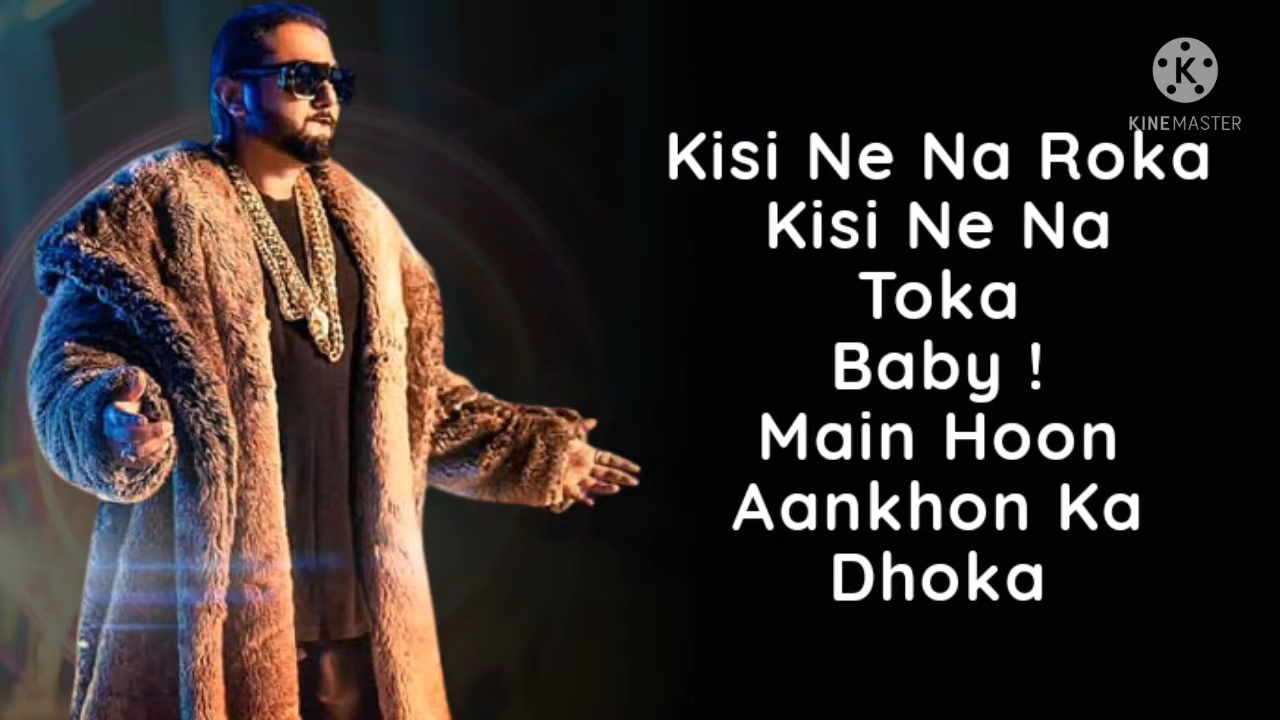 K
KINEMASTER
Kisi Ne Na Roka
Kisi Ne Na
Toka
Baby !
Main Hoon
Aankhon Ka
Dhoka